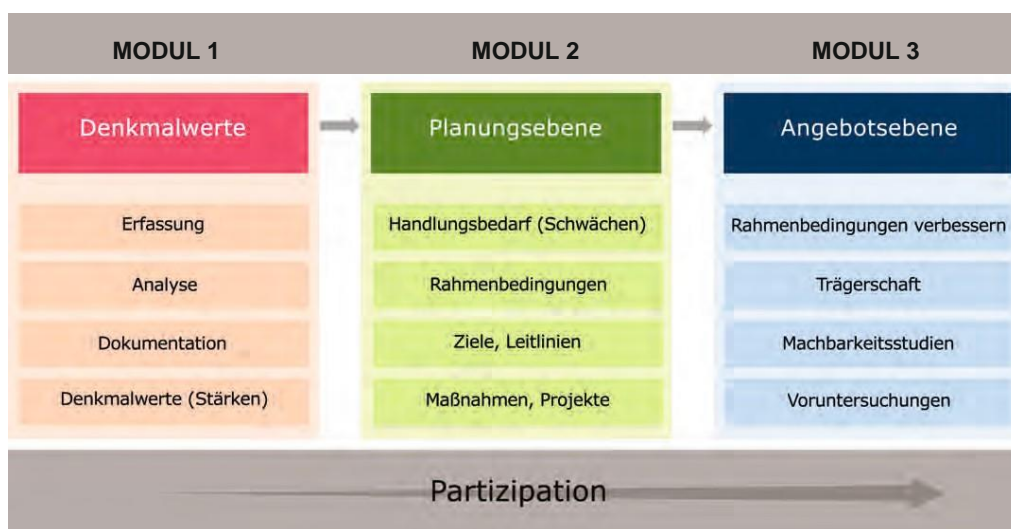 MODUL 1
MODUL 2
MODUL 3
Denkmalwerte
Planungsebene
Angebotsebene
Erfassung
Handlungsbedarf (Schwächen)
Rahmenbedingungen verbessern
Analyse
Rahmenbedingungen
Trägerschaft
Dokumentation
Ziele, Leitlinien
Machbarkeitsstudien
Denkmalwerte (Stärken)
Maßnahmen, Projekte
Voruntersuchungen
Partizipation